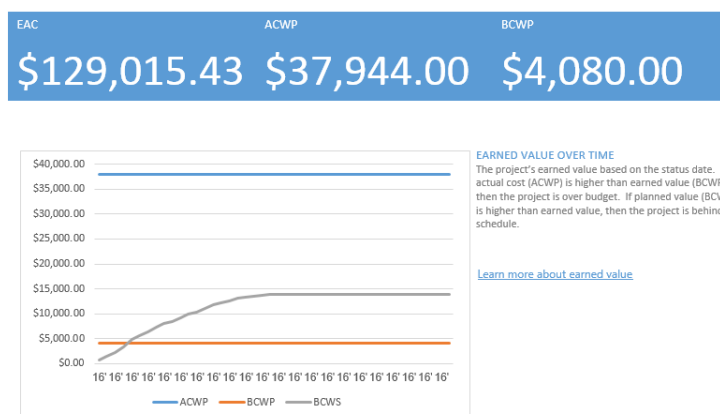 EAC ACWP BCWP
$129,015.43 $37,944.00 $4,080.00
EARNED VALUE OVER TIME
The project's earned value based on the status date.
actual cost (ACWP) is higher than earned value (BCWP
then the project is over budget. If planned value (BCW
is higher than earned value, then the project is behind
schedule.
Learn more about earned value
$40,000.00
$35,000.00
$30,000.00
$25,000.00
$20,000.00
$15,000.00
$10,000.00
$5,000.00
$0.00
16' 16' 16' 16' 16' 16' 16' 16' 16' 16' 16' 16' 16' 16' 16' 16' 16' 16' 16' 16' 16' 16'
ACWP BCWP BCWS